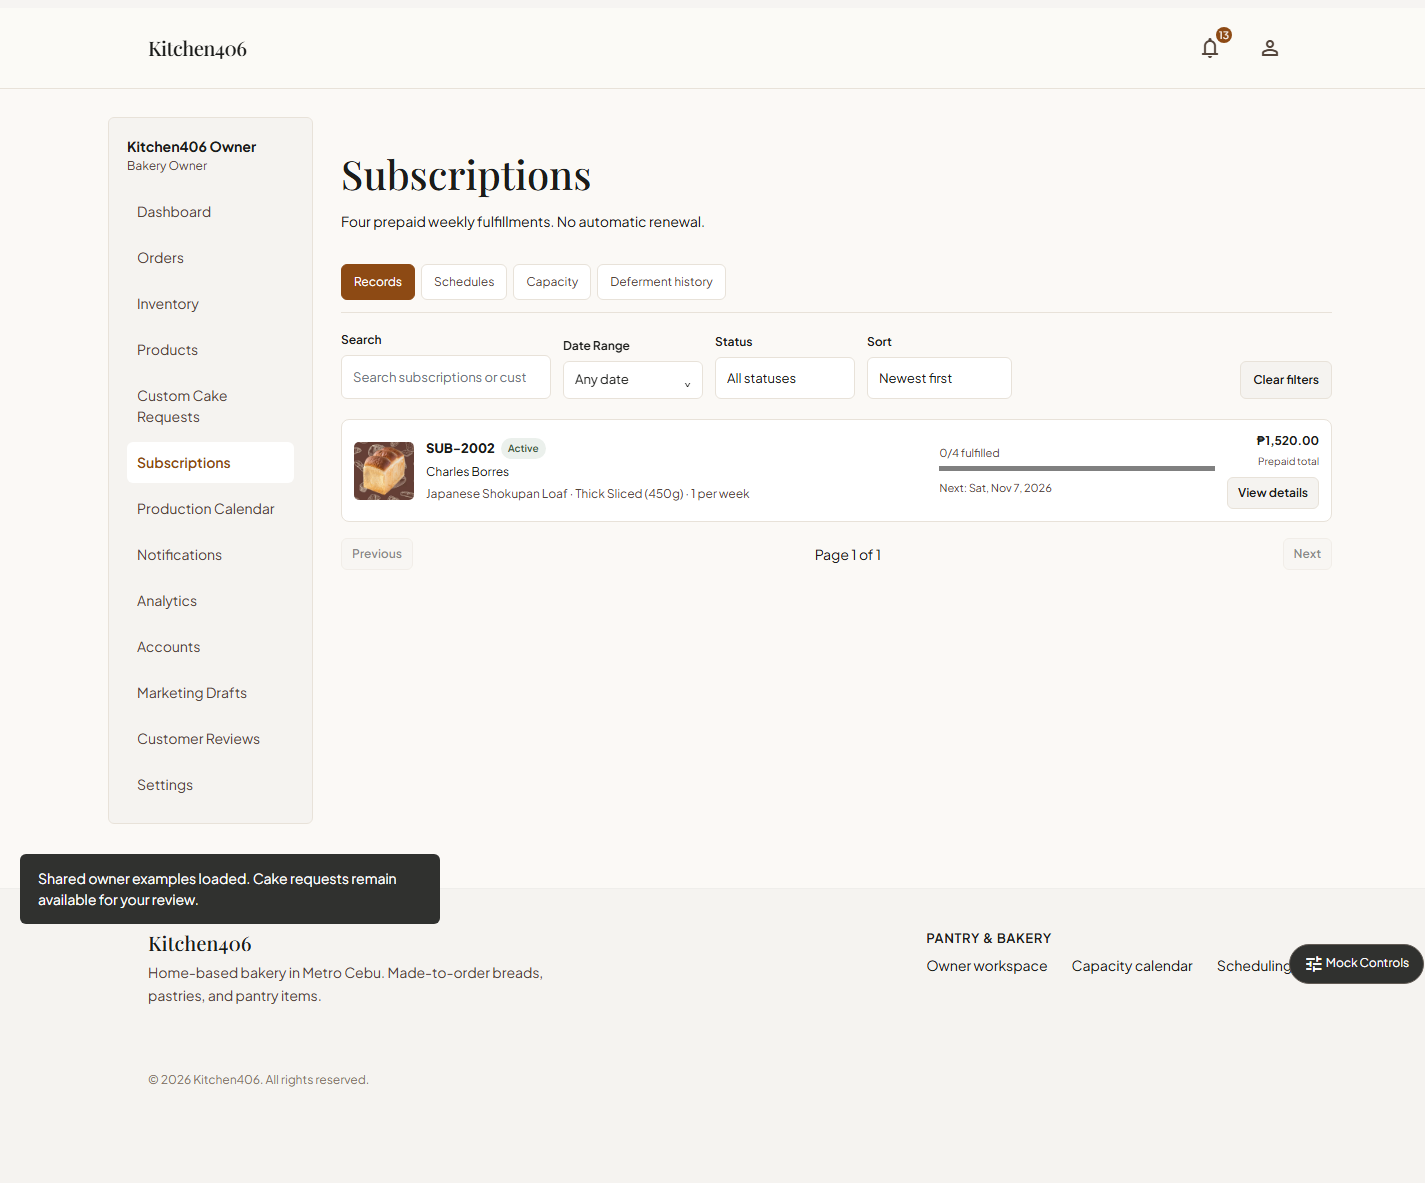 Kitchen406
13
Kitchen406 Owner
Bakery Owner
Dashboard
Orders
Inventory
Products
Custom Cake
Requests
Subscriptions
Production Calendar
Notifications
Analytics
Accounts
Marketing Drafts
Customer Reviews
Settings
Subscriptions
Four prepaid weekly fulfillments. No automatic renewal.
Records
Schedules
Capacity
Deferment history
Search
Date Range
Status
Sort
Search subscriptions or cust
Any date
All statuses
Newest first
Clear filters
SUB-2002 Active
Charles Borres
Japanese Shokupan Loaf · Thick Sliced (450g) · 1 per week
0/4 fulfilled
Next: Sat, Nov 7, 2026
₱1,520.00
Prepaid total
View details
Previous
Page 1 of 1
Next
Shared owner examples loaded. Cake requests remain
available for your review.
Kitchen406
Home-based bakery in Metro Cebu. Made-to-order breads,
pastries, and pantry items.
PANTRY & BAKERY
Owner workspace
Capacity calendar
Scheduling
Mock Controls
© 2026 Kitchen406. All rights reserved.